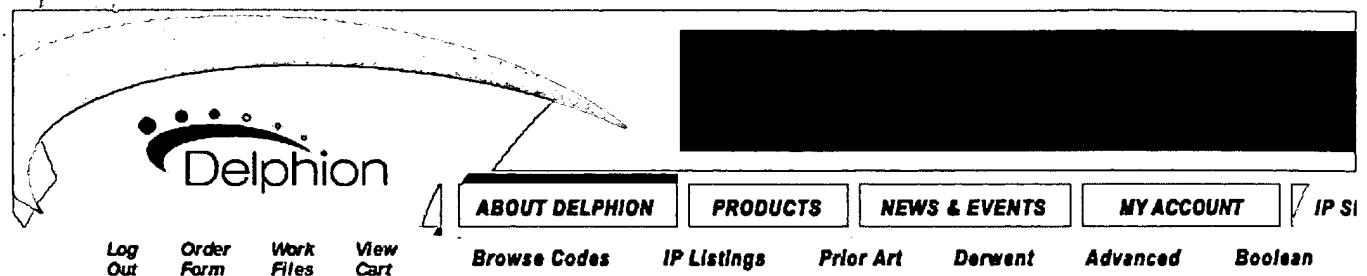 Delphion
ABOUT DELPHION PRODUCTS NEWS & EVENTS MY ACCOUNT IP
Log Out Order Form Work Files View Cart Browse Codes IP Listings Prior Art Derwent Advanced Boolean